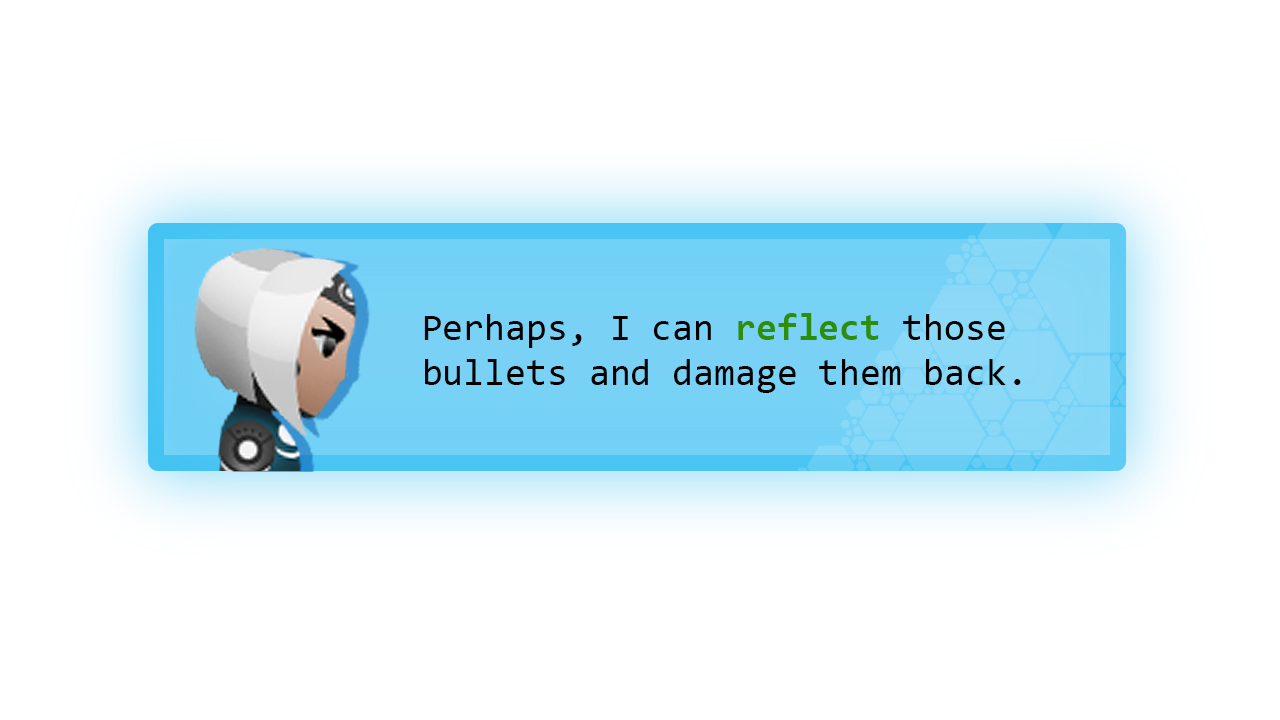 Perhaps, I can reflect those
bullets and damage them back.